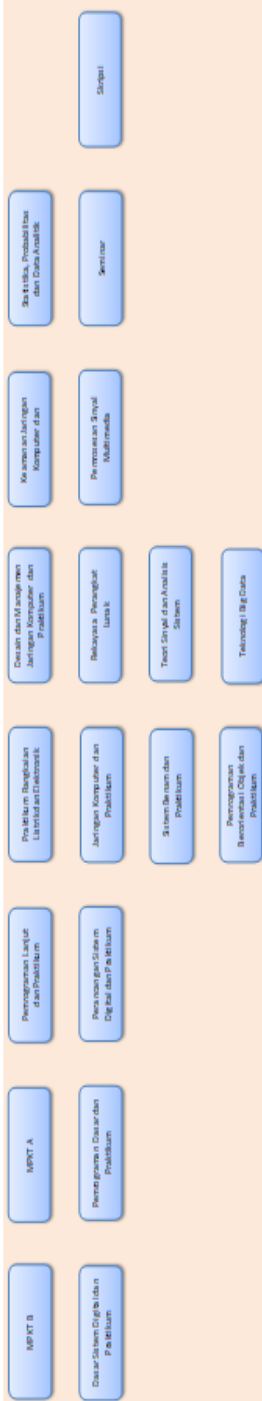 MPKT B
MPKT A
Pemrograman Lanjut
dan Praktikum
Praktikum Rangkaian
Listrik dan Elektronik
Desain dan Manajemen
Jaringan Komputer dan
Praktikum
Keamanan Jaringan
Komputer dan
Statistika, Probabilitas
dan Data Analitik
Dasar Sistem Digital dan
Praktikum
Pemrograman Dasar dan
Praktikum
Perancangan Sistem
Digital dan Praktikum
Jaringan Komputer dan
Praktikum
Rekayasa Perangkat
Lunak
Pemrosesan Sinyal
Multimedia
Seminar
Skripsi
Sistem Benam dan
Praktikum
Teori Sinyal dan Analisis
Sistem
Pemrograman
Berorientasi Objek dan
Praktikum
Teknologi Big Data